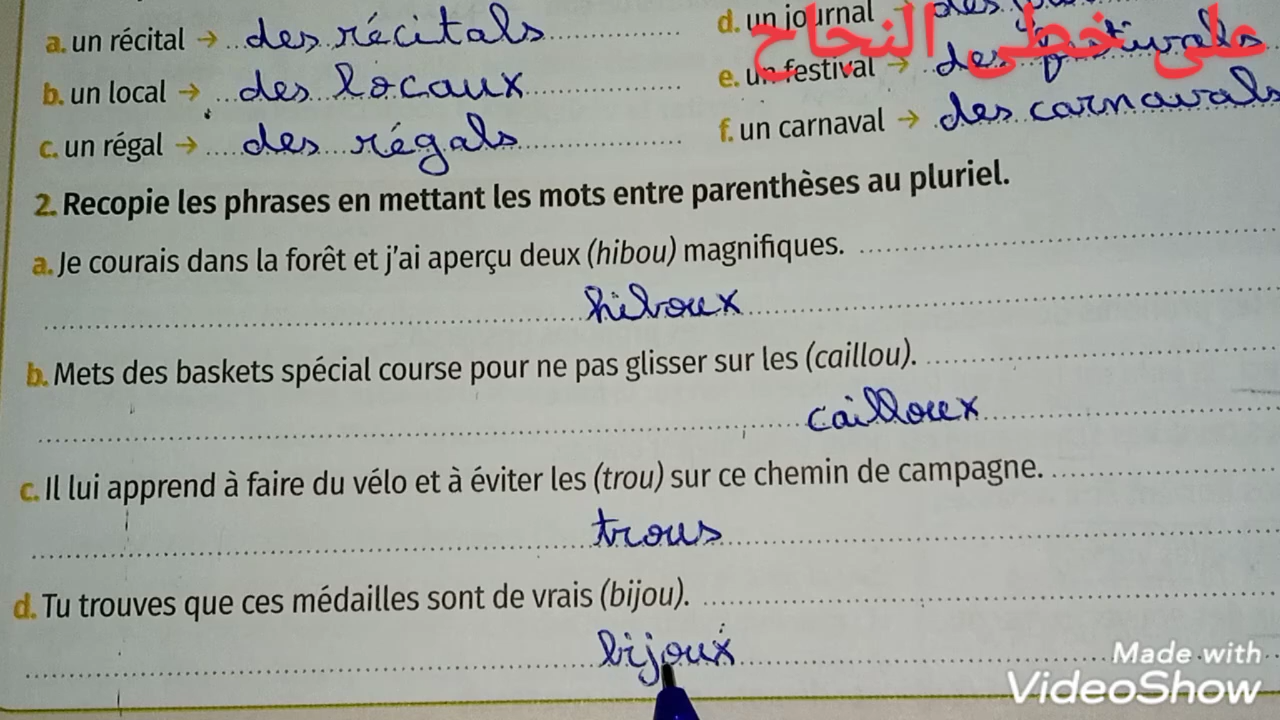 a. un récital → des récitals
d. un journal → des
على خطى النجاح
b. un local → des locaux
e. un festival → des festivals
c. un régal → des régals
f. un carnaval → des carnavals
2. Recopie les phrases en mettant les mots entre parenthèses au pluriel.
a. Je courais dans la forêt et j'ai aperçu deux (hibou) magnifiques.
hiboux
b. Mets des baskets spécial course pour ne pas glisser sur les (caillou).
cailloux
c. Il lui apprend à faire du vélo et à éviter les (trou) sur ce chemin de campagne.
trous
d. Tu trouves que ces médailles sont de vrais (bijou).
bijoux
Made with
VideoShow